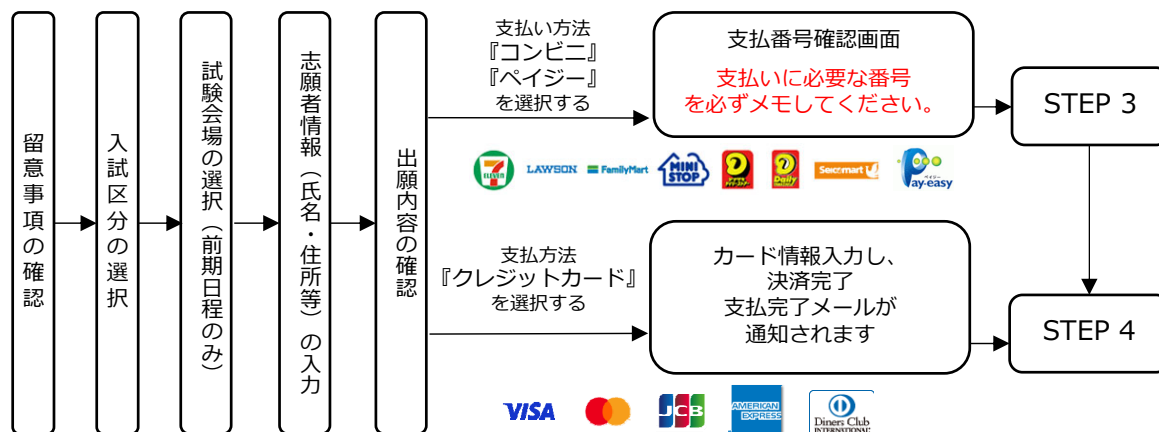 留意事項の確認
入試区分の選択
試験会場の選択（前期日程のみ）
志願者情報（氏名・住所等）の入力
出願内容の確認
支払い方法
『コンビニ』
『ペイジー』
を選択する
支払番号確認画面
支払いに必要な番号
を必ずメモしてください。
STEP 3
7
ELEVEN
LAWSON
FamilyMart
MINI
STOP
Daily
Seicomart
ペイジー
Pay-easy
支払方法
『クレジットカード』
を選択する
カード情報入力し、
決済完了
支払完了メールが
通知されます
STEP 4
VISA
JCB
AMERICAN
EXPRESS
Diners Club
INTERNATIONAL